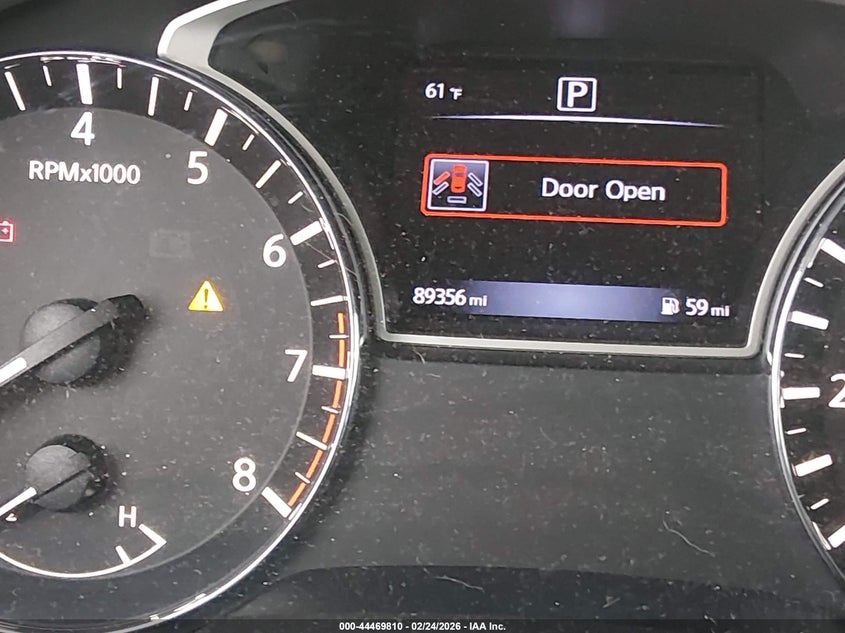 61 °F
P
4
5
RPMx1000
Door Open
6
89356 mi
59 mi
7
2
8
H
000-44469810 - 02/24/2026 - IAA Inc.